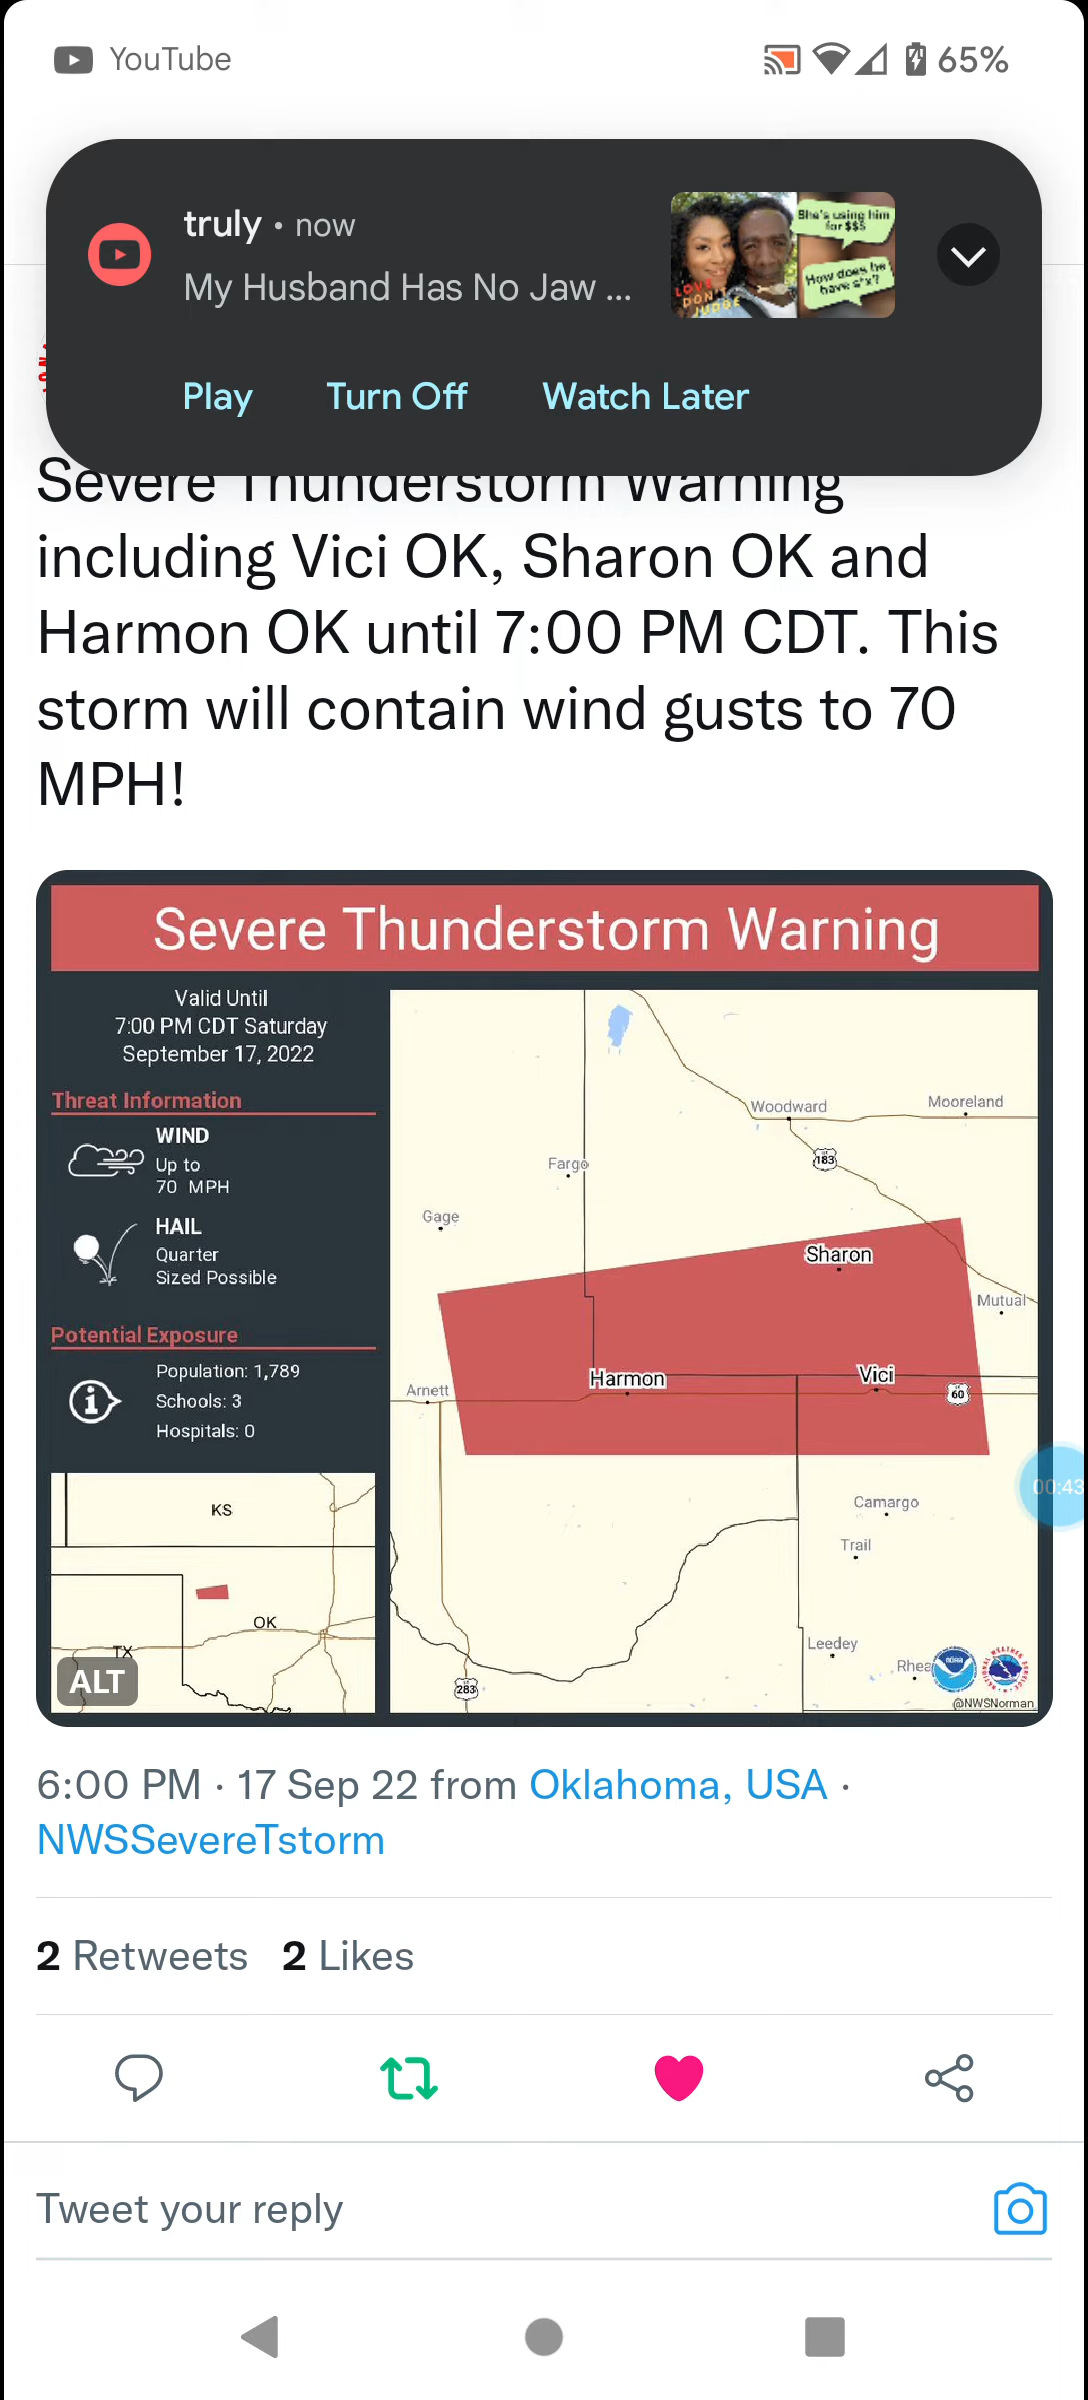 YouTube
65%
truly • now
My Husband Has No Jaw ...
She's using him
for $$$
How does he
have s*x?
LOVE
DON'T
JUDGE
Play Turn Off Watch Later
Severe Thunderstorm Warning
including Vici OK, Sharon OK and
Harmon OK until 7:00 PM CDT. This
storm will contain wind gusts to 70
MPH!
Severe Thunderstorm Warning
Valid Until
7:00 PM CDT Saturday
September 17, 2022
Threat Information
WIND
Up to
70 MPH
HAIL
Quarter
Sized Possible
Potential Exposure
Population: 1,789
Schools: 3
Hospitals: 0
KS
OK
TX
ALT
Woodward
Mooreland
183
Fargo
Gage
Sharon
Mutual
Harmon
Vici
Arnett
60
Camargo
Trail
Leedey
Rhea
283
@NWSNorman
00:43
6:00 PM · 17 Sep 22 from Oklahoma, USA ·
NWSSevereTstorm
2 Retweets 2 Likes
Tweet your reply